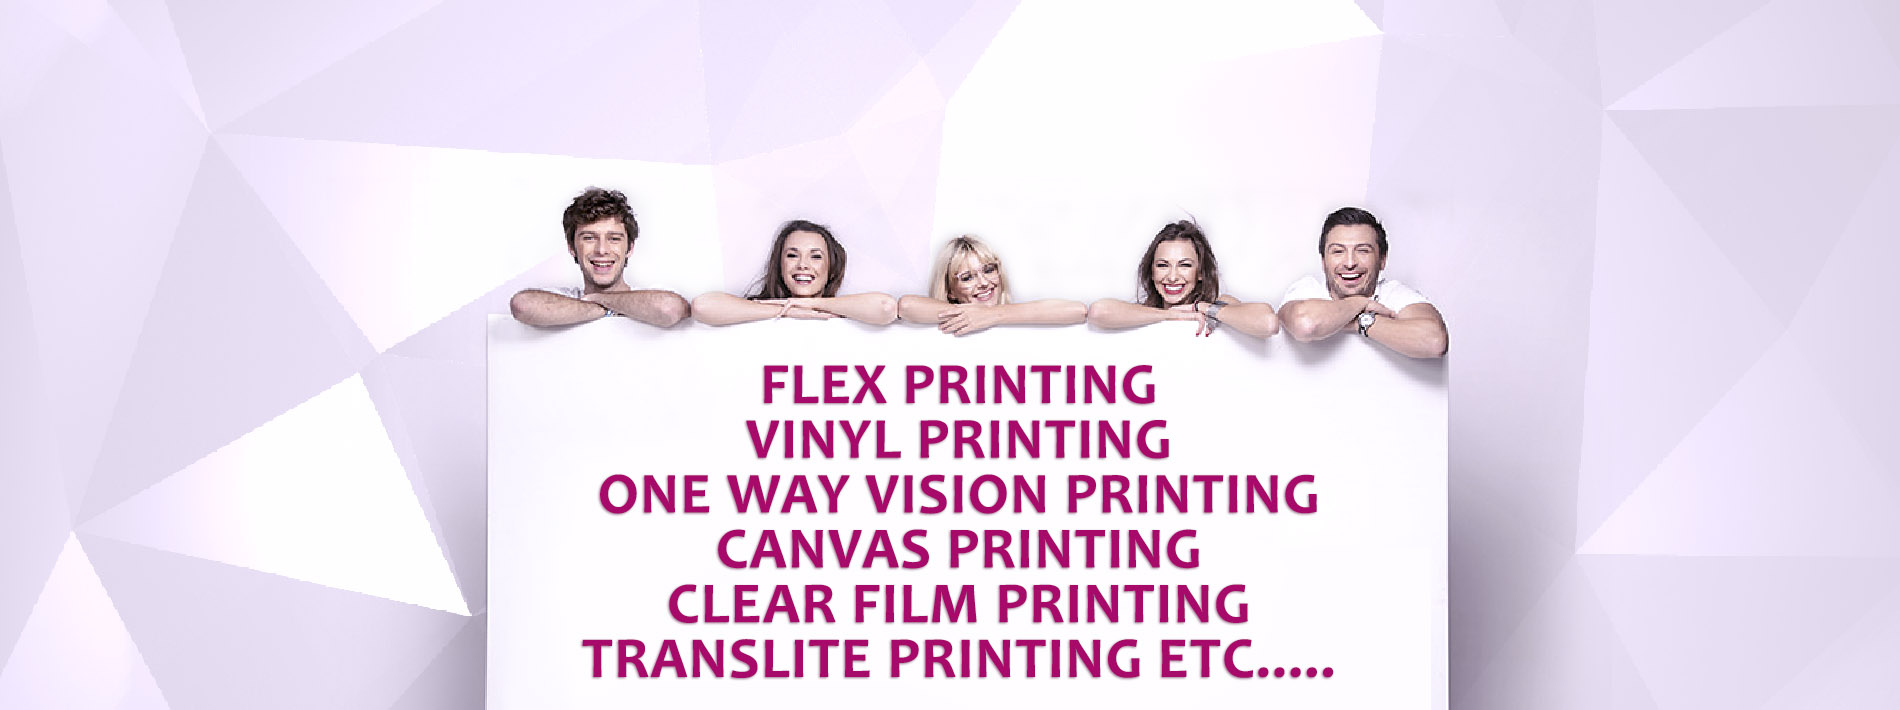 FLEX PRINTING
VINYL PRINTING
ONE WAY VISION PRINTING
CANVAS PRINTING
CLEAR FILM PRINTING
TRANSLITE PRINTING ETC.....